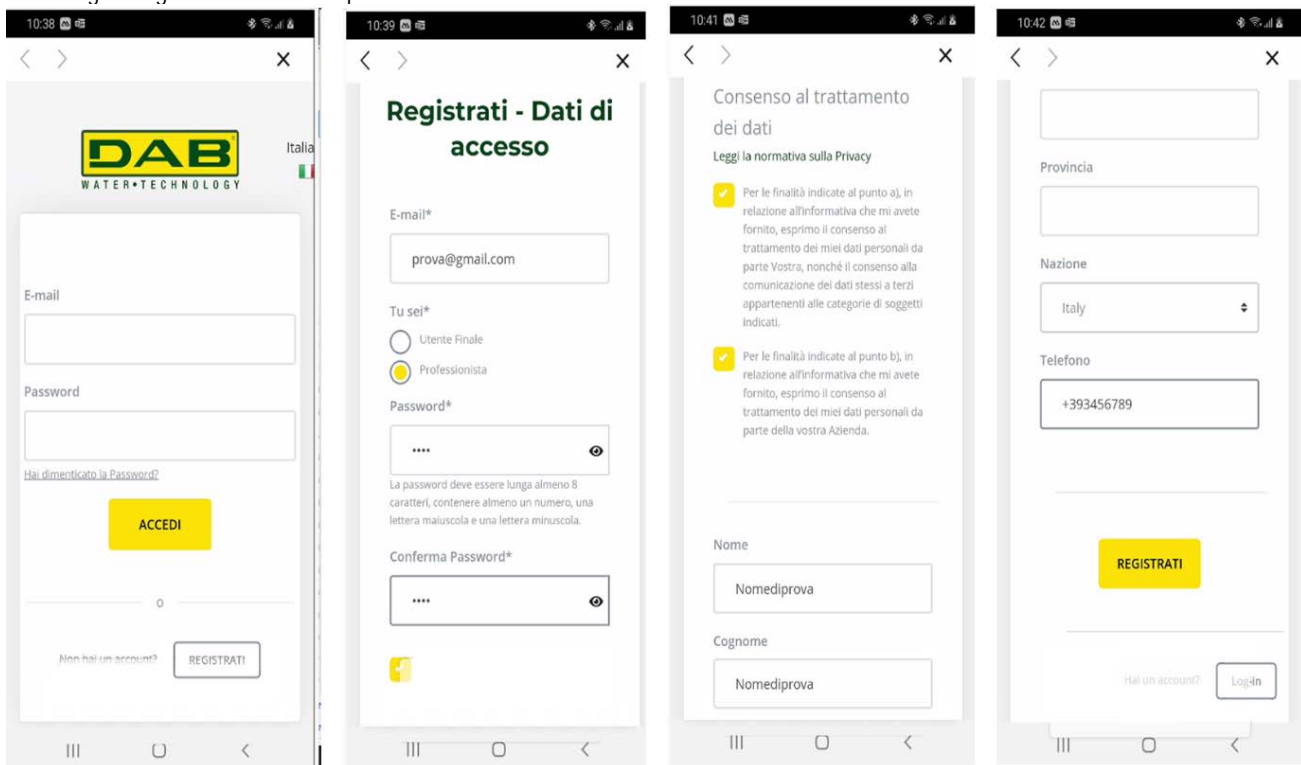 10:38
Italia
DAB
WATER•TECHNOLOGY
E-mail
Password
Hai dimenticato la Password?
ACCEDI
o
Non hai un account?
REGISTRATI
10:39
Registrati - Dati di
accesso
E-mail*
prova@gmail.com
Tu sei*
Utente Finale
Professionista
Password*
••••
La password deve essere lunga almeno 8
caratteri, contenere almeno un numero, una
lettera maiuscola e una lettera minuscola.
Conferma Password*
••••
10:41
Consenso al trattamento
dei dati
Leggi la normativa sulla Privacy
Per le finalità indicate al punto a), in
relazione all'informativa che mi avete
fornito, esprimo il consenso al
trattamento dei miei dati personali da
parte Vostra, nonché il consenso alla
comunicazione dei dati stessi a terzi
appartenenti alle categorie di soggetti
indicati.
Per le finalità indicate al punto b), in
relazione all'informativa che mi avete
fornito, esprimo il consenso al
trattamento dei miei dati personali da
parte della vostra Azienda.
Nome
Nomediprova
Cognome
Nomediprova
10:42
Provincia
Nazione
Italy
Telefono
+393456789
REGISTRATI
Hai un account?
Log-in